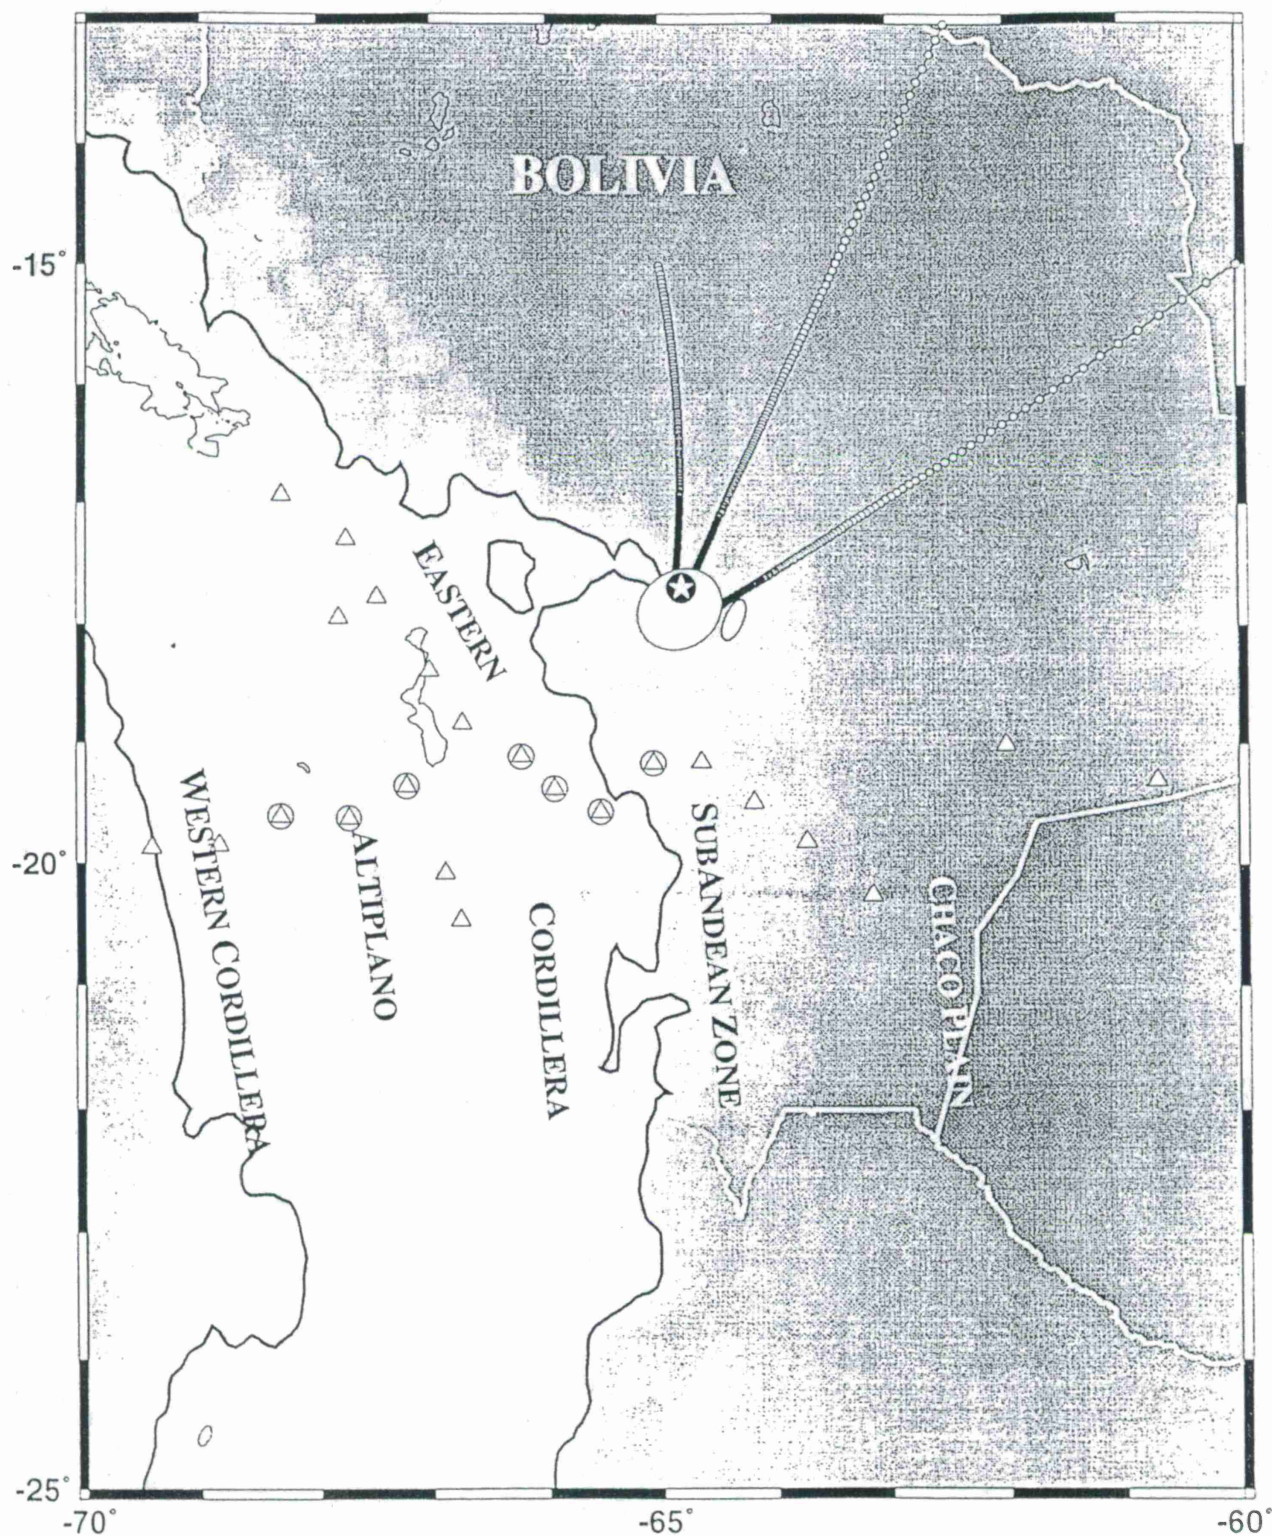 BOLIVIA
-15°
EASTERN
WESTERN CORDILLERA
-20°
ALTIPLANO
CORDILLERA
SUBANDEAN ZONE
CHACO PLAIN
-25°
-70°
-65°
-60°